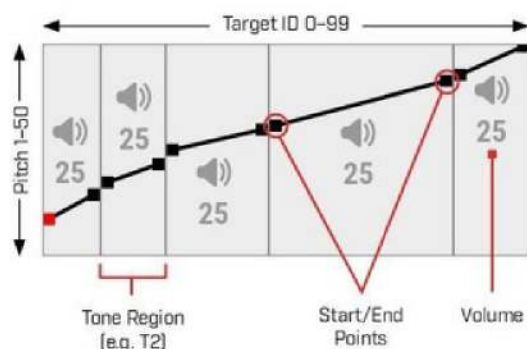 Target ID 0–99
Pitch 1–50
25
25
25
25
25
Tone Region
(e.g. T2)
Start/End
Points
Volume